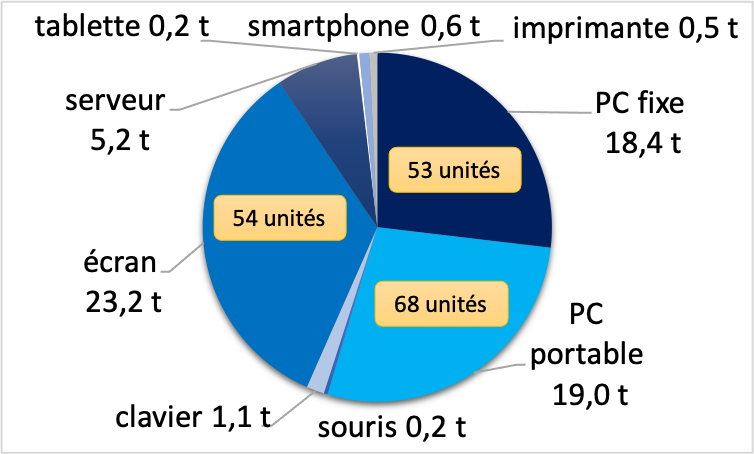 tablette 0,2 t
smartphone 0,6 t
imprimante 0,5 t
serveur
5,2 t
PC fixe
18,4 t
53 unités
54 unités
écran
23,2 t
68 unités
PC
portable
19,0 t
clavier 1,1 t
souris 0,2 t